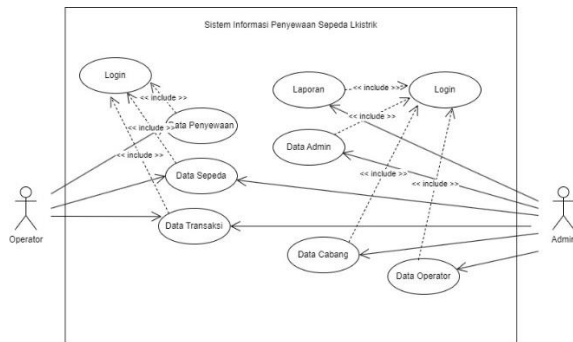 Sistem Informasi Penyewaan Sepeda Lkistrik
Login
<< include >>
Data Penyewaan
<< include >>
<< include >>
Data Sepeda
Data Transaksi
Operator
Laporan
<< include >>
Login
<< include >>
Data Admin
<< include >>
<< include >>
Data Cabang
Data Operator
Admin